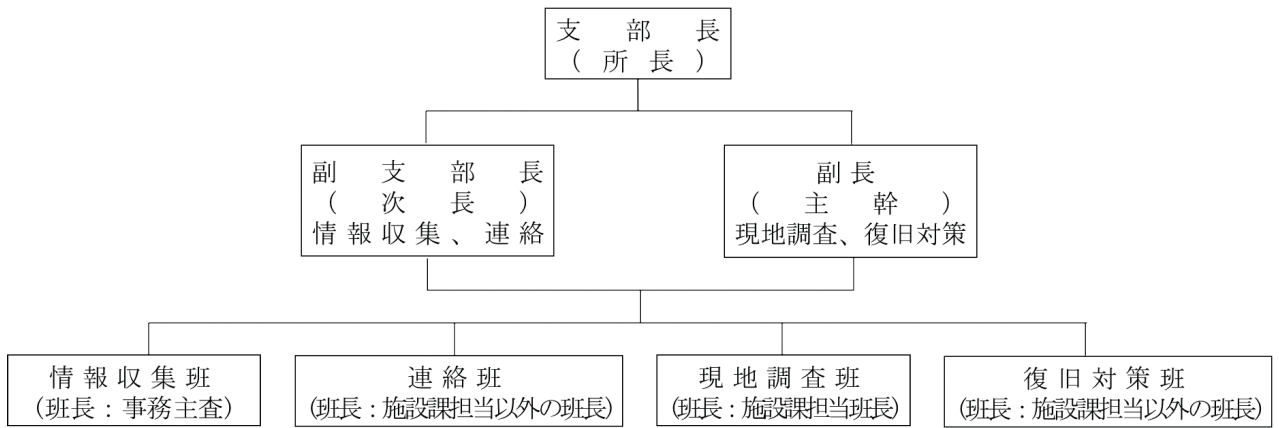 支部長
(所長)
副支部長
(次長)
情報収集、連絡
副長
(主幹)
現地調査、復旧対策
情報収集班
(班長：事務主査)
連絡班
(班長：施設課担当以外の班長)
現地調査班
(班長：施設課担当班長)
復旧対策班
(班長：施設課担当以外の班長)